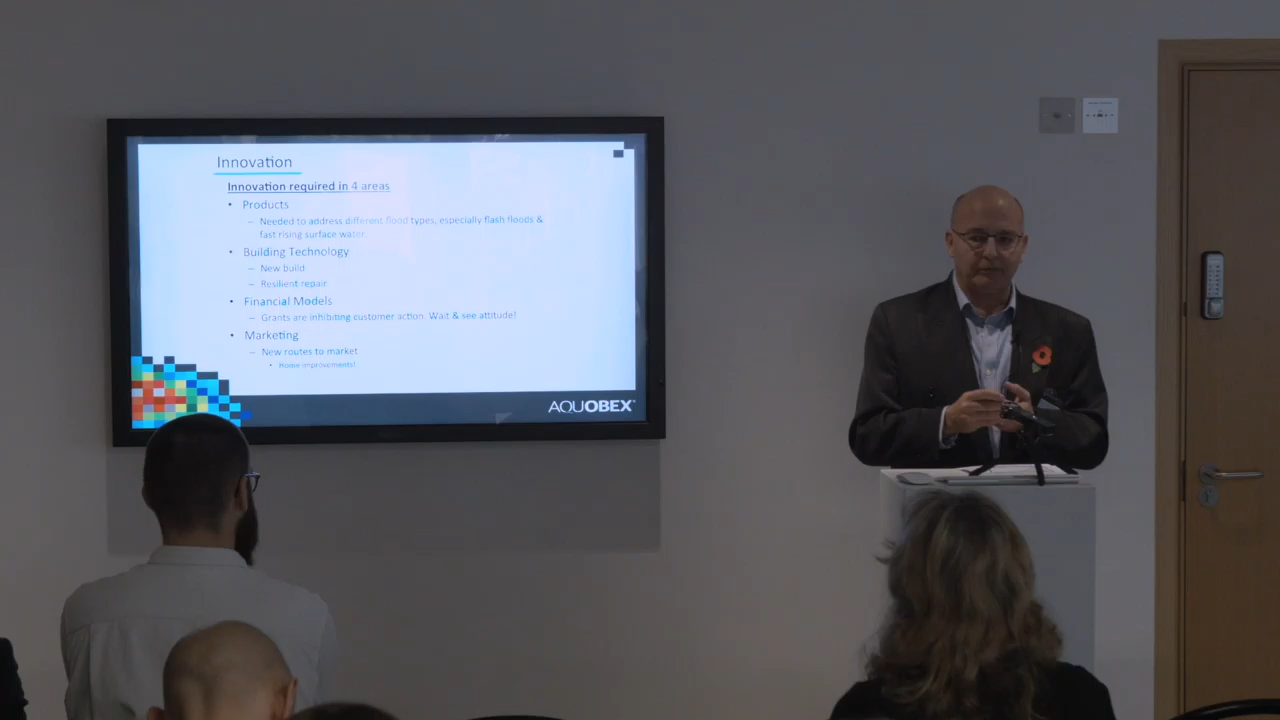 Innovation
Innovation required in 4 areas
• Products
– Needed to address different flood types, especially flash floods &
fast rising surface water
• Building Technology
– New build
– Resilient repair
• Financial Models
– Grants are inhibiting customer action. Wait & see attitude!
• Marketing
– New routes to market
• Home improvements!
AQUOBEX